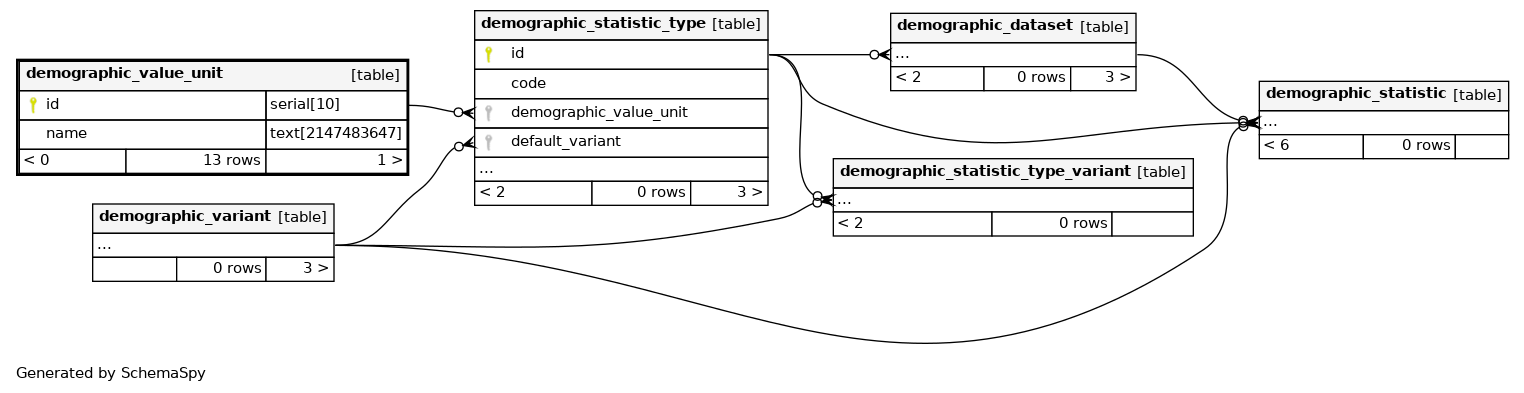 demographic_value_unit [table]
id serial[10]
name text[2147483647]
< 0 13 rows 1 >
demographic_variant [table]
...
0 rows 3 >
demographic_statistic_type [table]
id
code
demographic_value_unit
default_variant
...
< 2 0 rows 3 >
demographic_dataset [table]
...
< 2 0 rows 3 >
demographic_statistic_type_variant [table]
...
< 2 0 rows
demographic_statistic [table]
...
< 6 0 rows
Generated by SchemaSpy